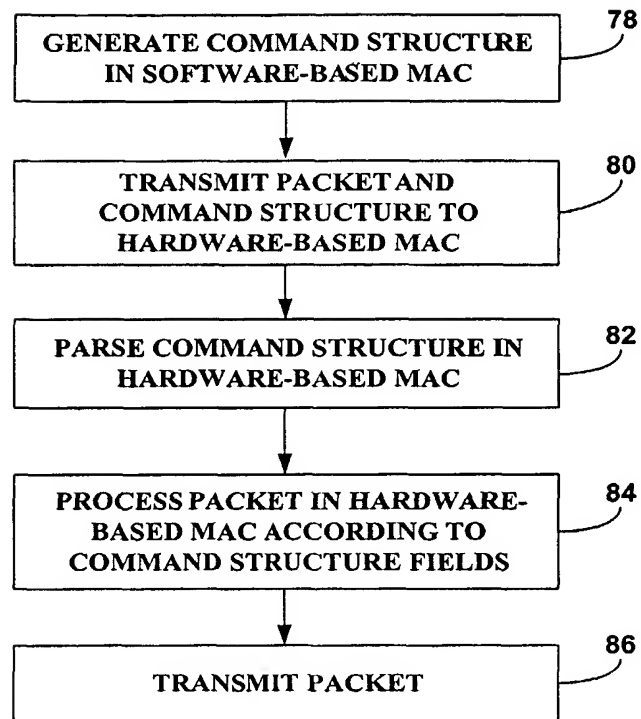 78
GENERATE COMMAND STRUCTURE
IN SOFTWARE-BASED MAC
80
TRANSMIT PACKET AND
COMMAND STRUCTURE TO
HARDWARE-BASED MAC
82
PARSE COMMAND STRUCTURE IN
HARDWARE-BASED MAC
84
PROCESS PACKET IN HARDWARE-
BASED MAC ACCORDING TO
COMMAND STRUCTURE FIELDS
86
TRANSMIT PACKET